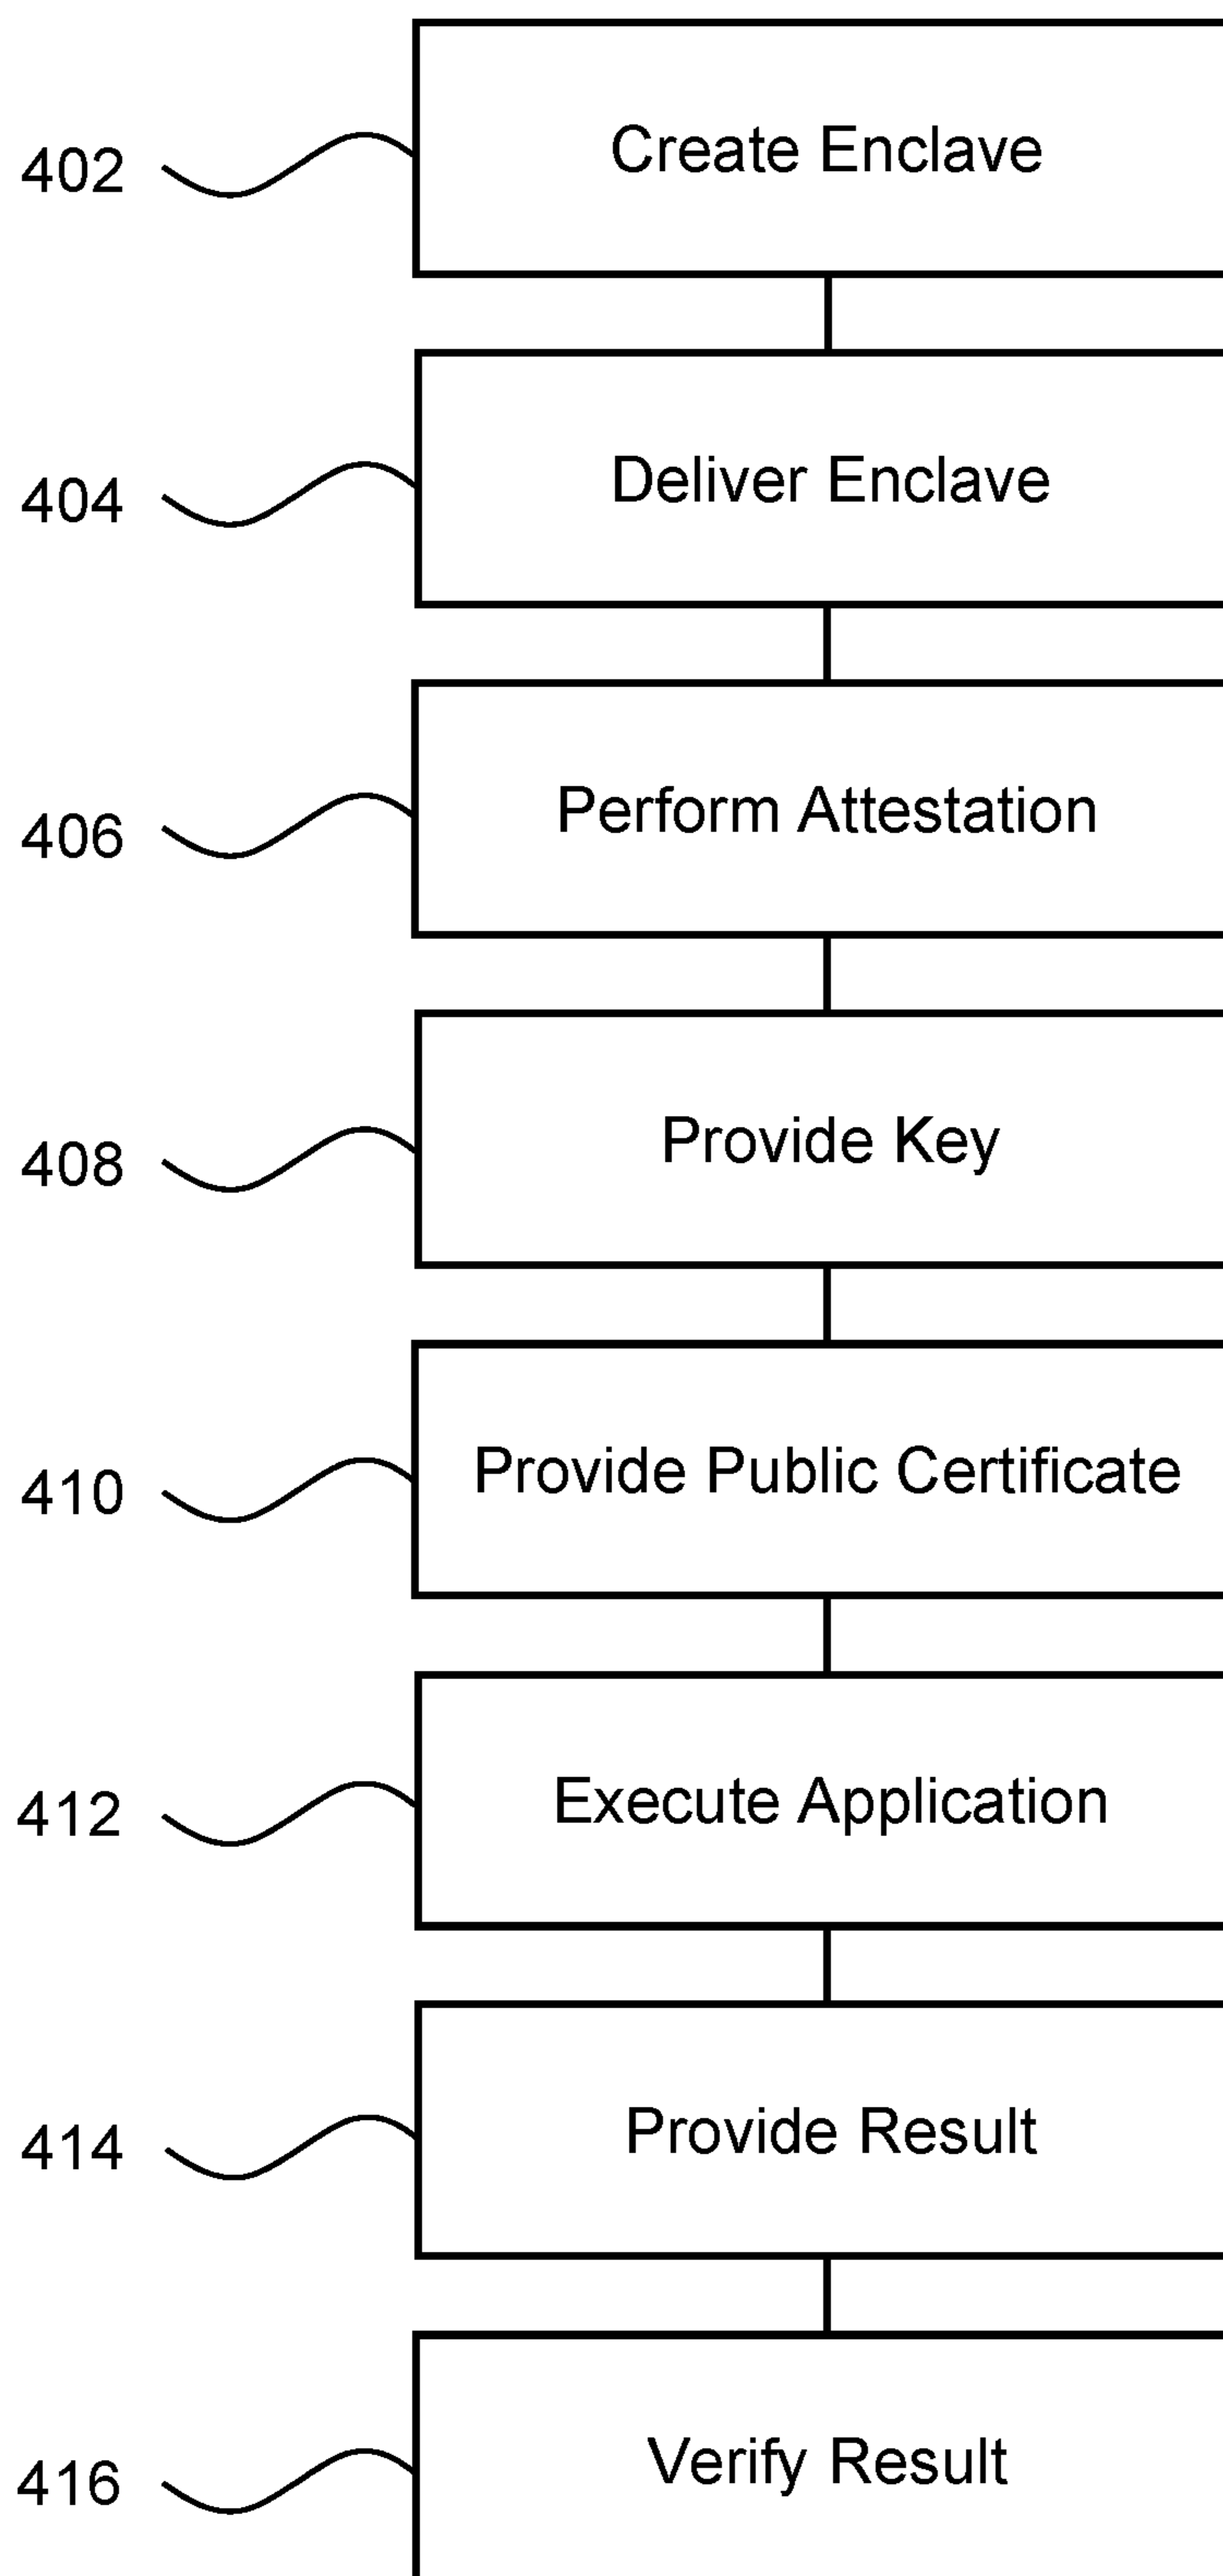 402 Create Enclave
404 Deliver Enclave
406 Perform Attestation
408 Provide Key
410 Provide Public Certificate
412 Execute Application
414 Provide Result
416 Verify Result